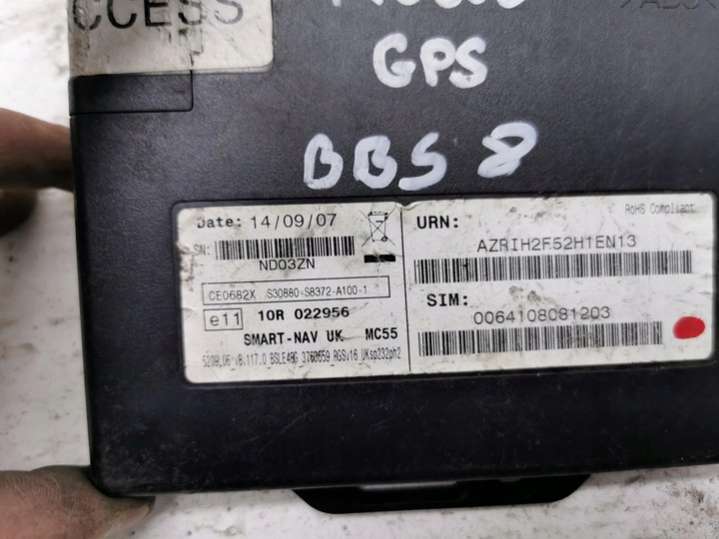 CCESS
GPS
BBS 8
Date: 14/09/07
SN:
ND03ZN
CE0682X S30880-S8372-A100-1
e11 10R 022956
SMART-NAV UK MC55
RoHS Compliant
URN:
AZRIH2F52H1EN13
SIM:
0064108081203